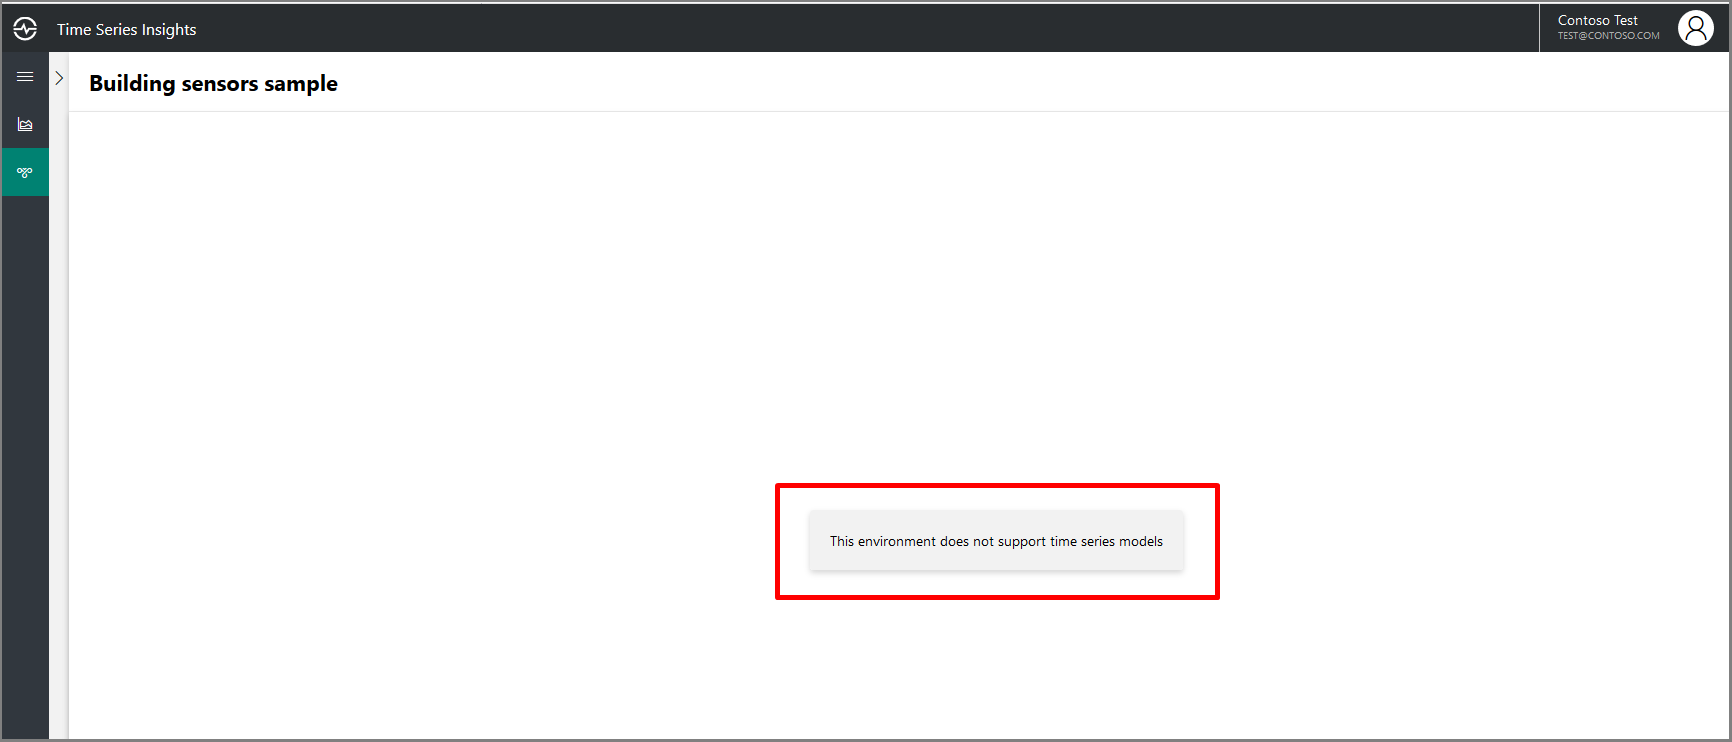 Time Series Insights
Contoso Test
TEST@CONTOSO.COM
Building sensors sample
This environment does not support time series models